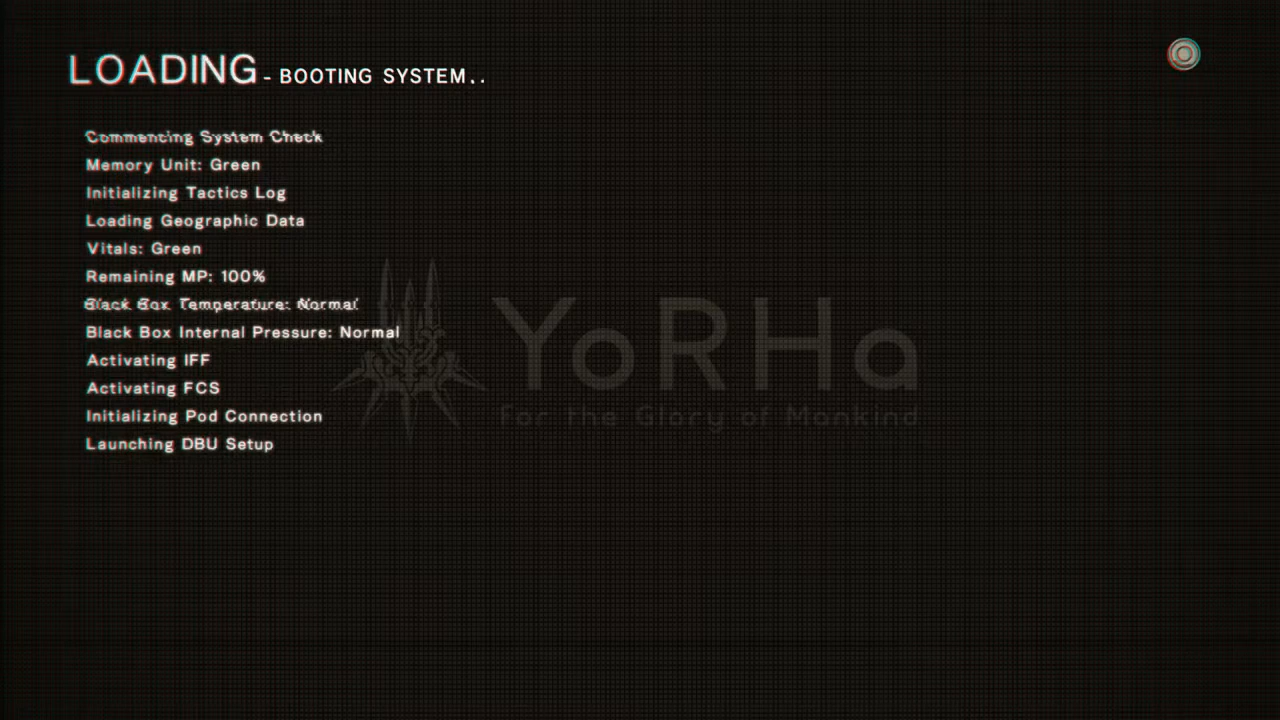 LOADING - BOOTING SYSTEM..
Commencing System Check
Memory Unit: Green
Initializing Tactics Log
Loading Geographic Data
Vitals: Green
Remaining MP: 100%
Black Box Temperature: Normal
Black Box Internal Pressure: Normal
Activating IFF
Activating FCS
Initializing Pod Connection
Launching DBU Setup
YoRHa
For the Glory of Mankind